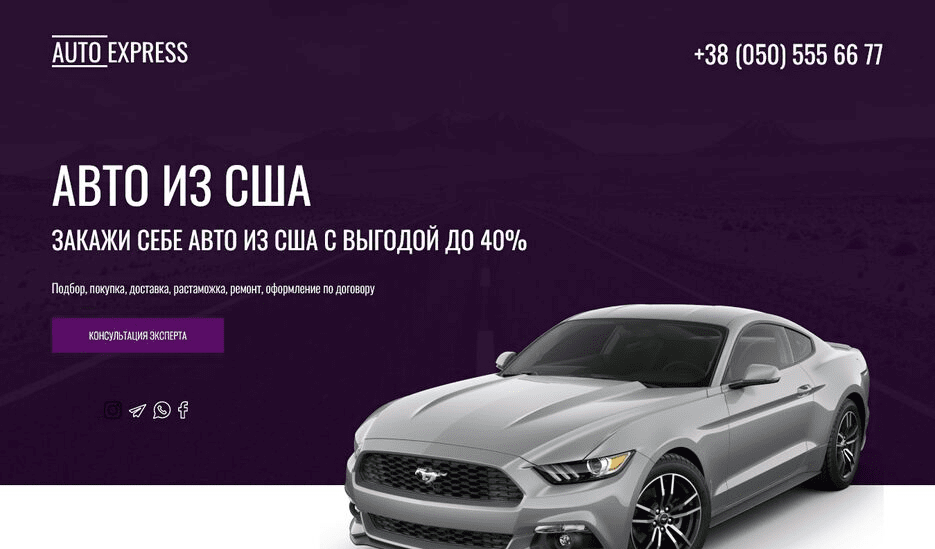 AUTO EXPRESS
+38 (050) 555 66 77
АВТО ИЗ США
ЗАКАЖИ СЕБЕ АВТО ИЗ США С ВЫГОДОЙ ДО 40%
Подбор, покупка, доставка, растаможка, ремонт, оформление по договору
КОНСУЛЬТАЦИЯ ЭКСПЕРТА